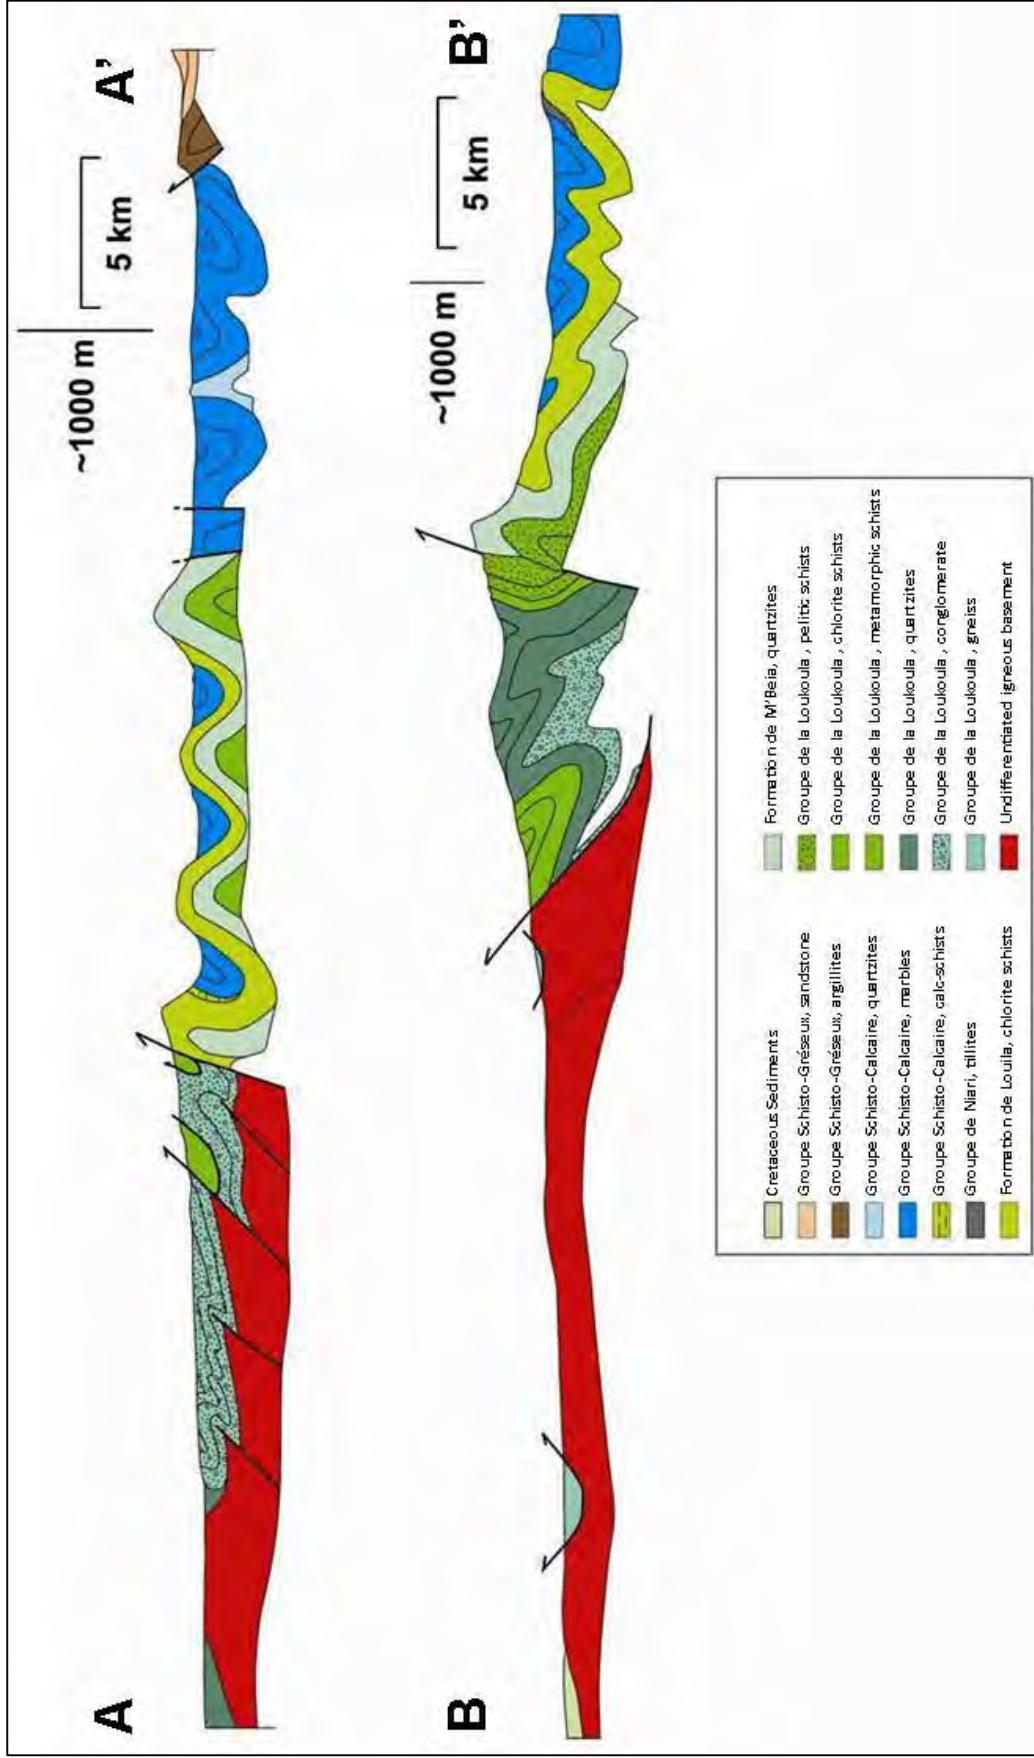 A
A'
~1000 m
5 km
B
B'
~1000 m
5 km
Cretaceous Sediments
Groupe Schisto-Gréseux, sandstone
Groupe Schisto-Gréseux, argillites
Groupe Schisto-Calcaire, quartzites
Groupe Schisto-Calcaire, marbles
Groupe Schisto-Calcaire, calc-schists
Groupe de Niari, tillites
Formation de Louila, chlorite schists
Formation de M'Beia, quartzites
Groupe de la Loukoula, pelitic schists
Groupe de la Loukoula, chlorite schists
Groupe de la Loukoula, metamorphic schists
Groupe de la Loukoula, quartzites
Groupe de la Loukoula, conglomerate
Groupe de la Loukoula, gneiss
Undifferentiated igneous basement